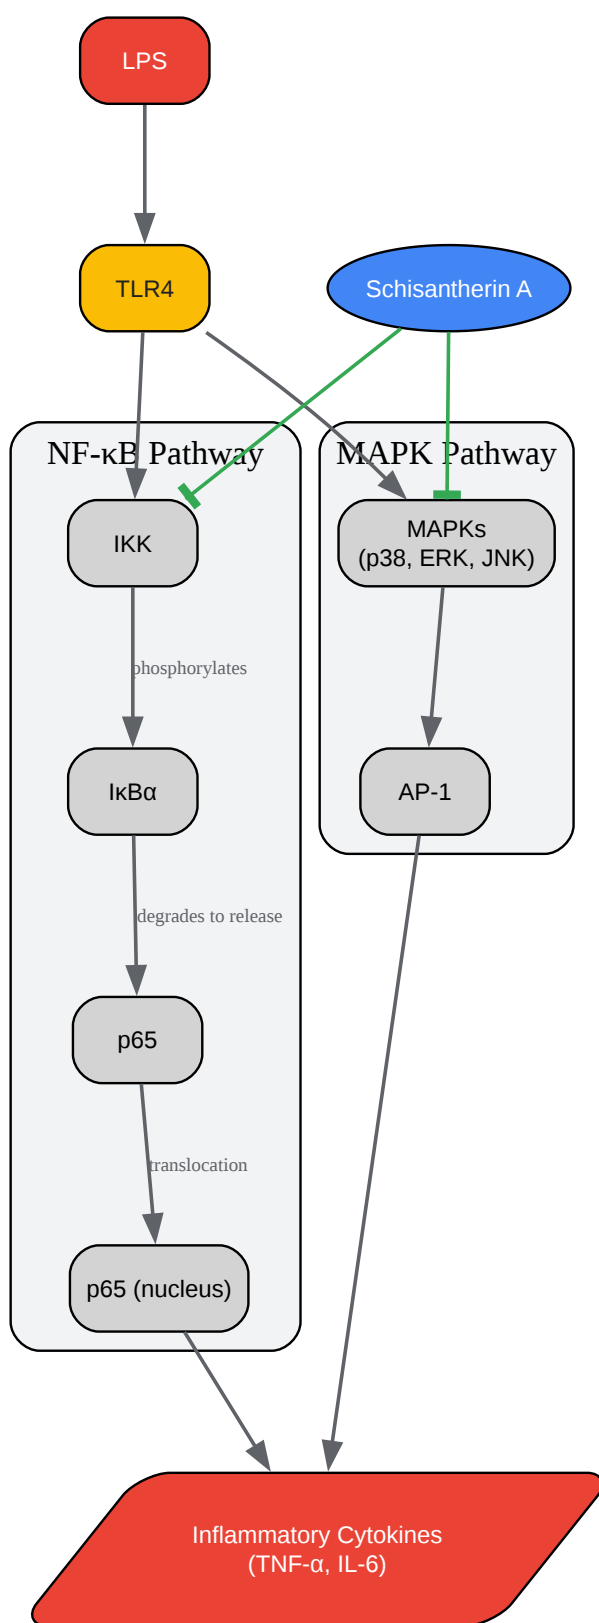 LPS
TLR4
Schisantherin A
NF-κB Pathway
MAPK Pathway
IKK
MAPKs
(p38, ERK, JNK)
phosphorylates
IκBα
AP-1
degrades to release
p65
translocation
p65 (nucleus)
Inflammatory Cytokines
(TNF-α, IL-6)